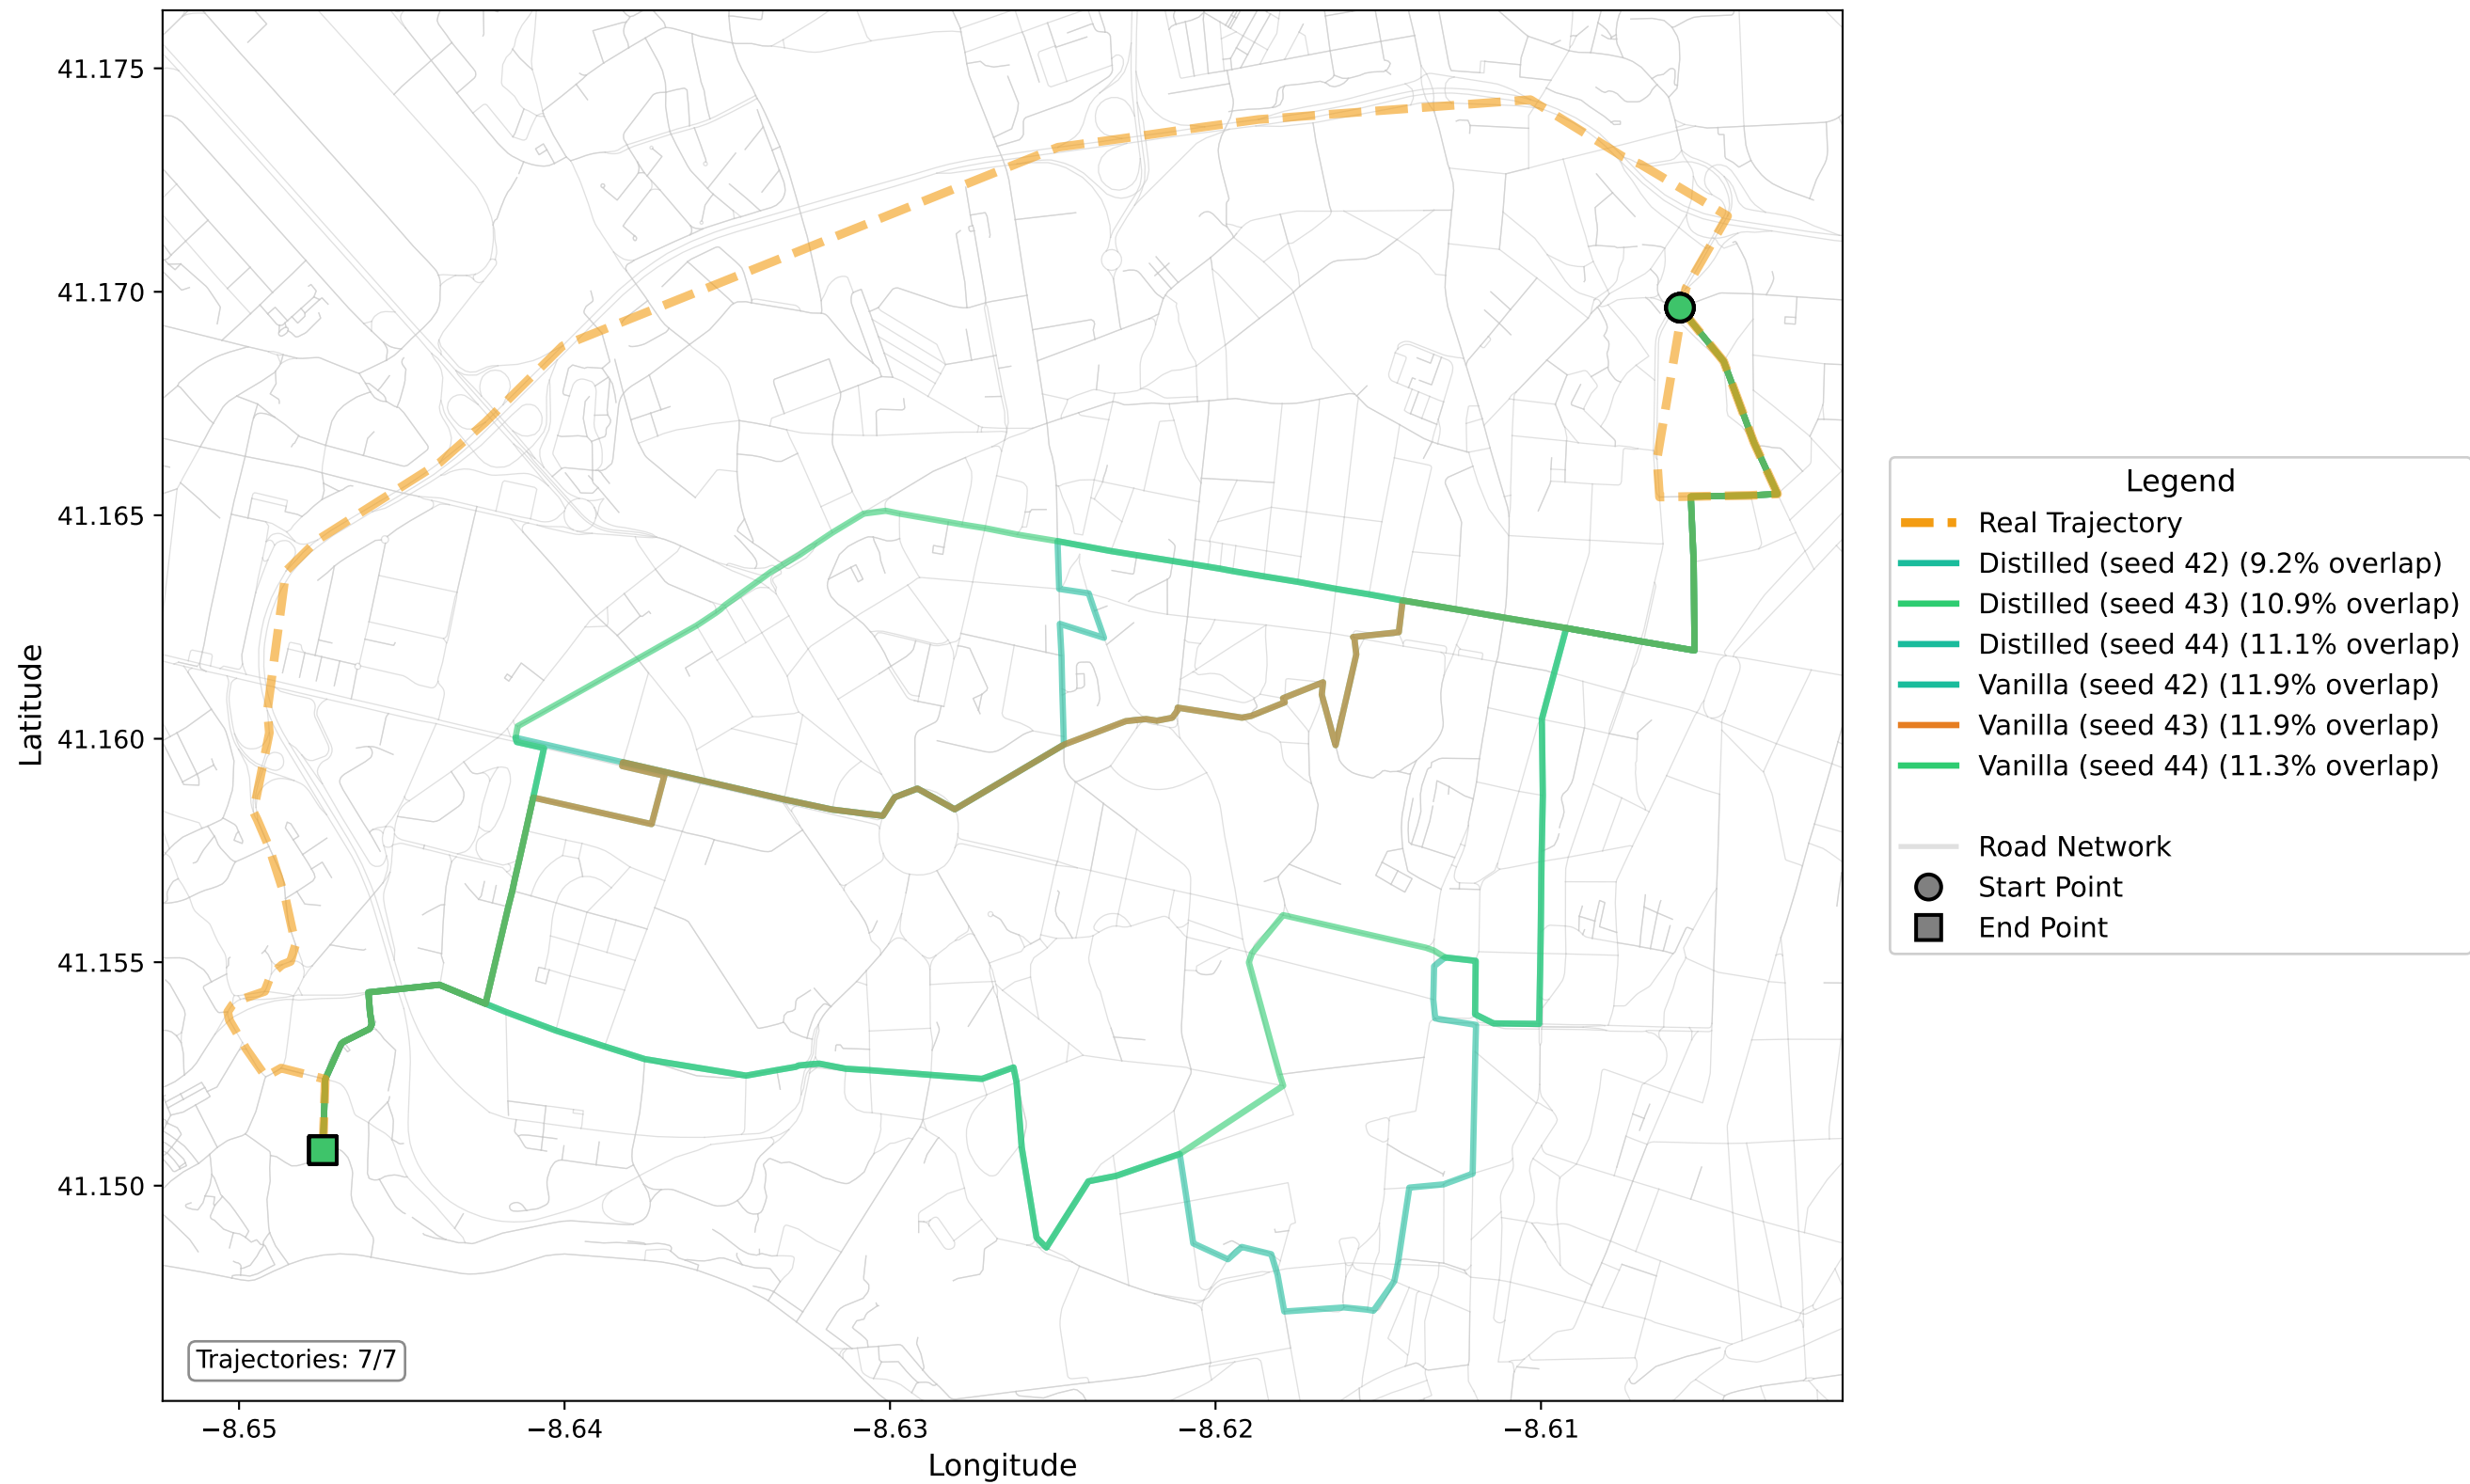 41.175
41.170
41.165
41.160
41.155
41.150
Latitude
−8.65
−8.64
−8.63
−8.62
−8.61
Longitude
Trajectories: 7/7
Legend
Real Trajectory
Distilled (seed 42) (9.2% overlap)
Distilled (seed 43) (10.9% overlap)
Distilled (seed 44) (11.1% overlap)
Vanilla (seed 42) (11.9% overlap)
Vanilla (seed 43) (11.9% overlap)
Vanilla (seed 44) (11.3% overlap)
Road Network
Start Point
End Point